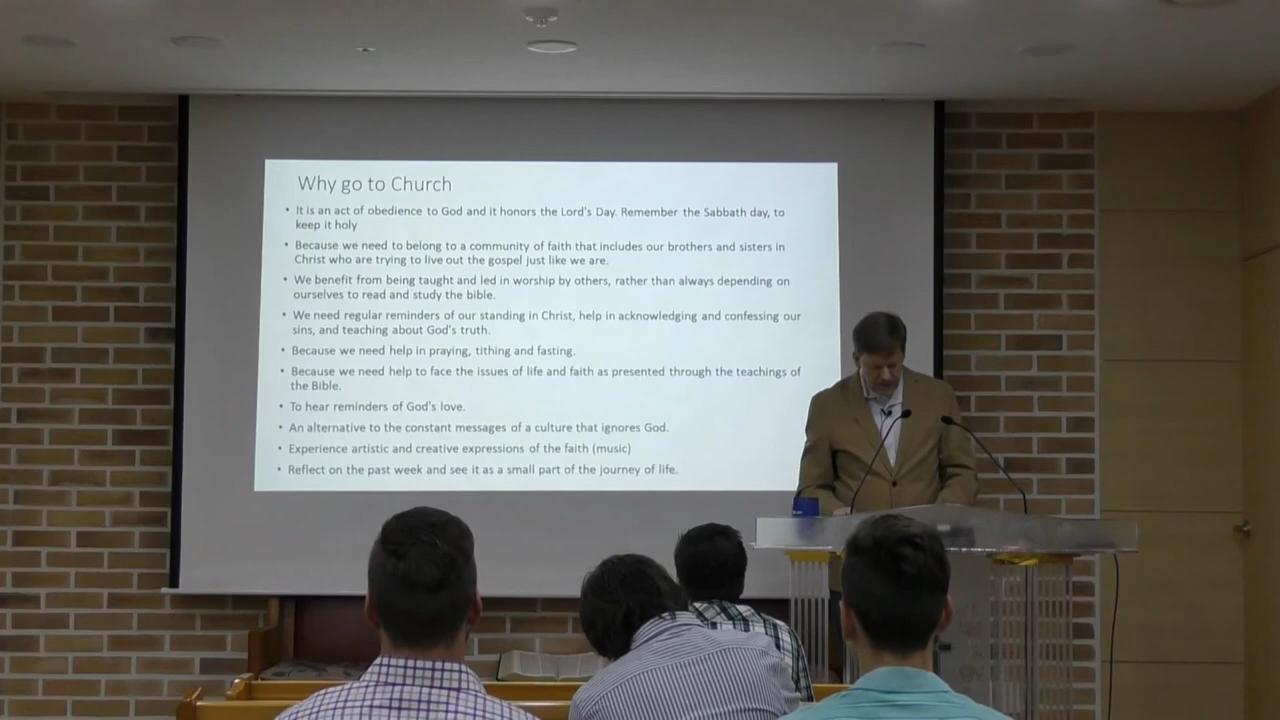 Why go to Church
• It is an act of obedience to God and it honors the Lord's Day. Remember the Sabbath day, to
keep it holy
• Because we need to belong to a community of faith that includes our brothers and sisters in
Christ who are trying to live out the gospel just like we are.
• We benefit from being taught and led in worship by others, rather than always depending on
ourselves to read and study the bible.
• We need regular reminders of our standing in Christ, help in acknowledging and confessing our
sins, and teaching about God's truth.
• Because we need help in praying, tithing and fasting.
• Because we need help to face the issues of life and faith as presented through the teachings of
the Bible.
• To hear reminders of God's love.
• An alternative to the constant messages of a culture that ignores God.
• Experience artistic and creative expressions of the faith (music)
• Reflect on the past week and see it as a small part of the journey of life.